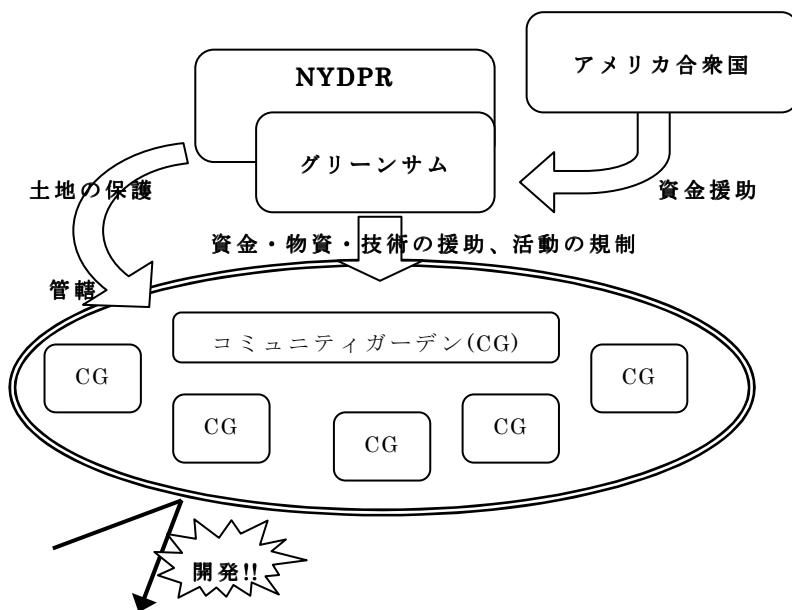 NYDPR
アメリカ合衆国
グリーンサム
土地の保護
資金援助
資金・物資・技術の援助、活動の規制
管轄
コミュニティガーデン(CG)
CG
CG
CG
CG
CG
開発!!